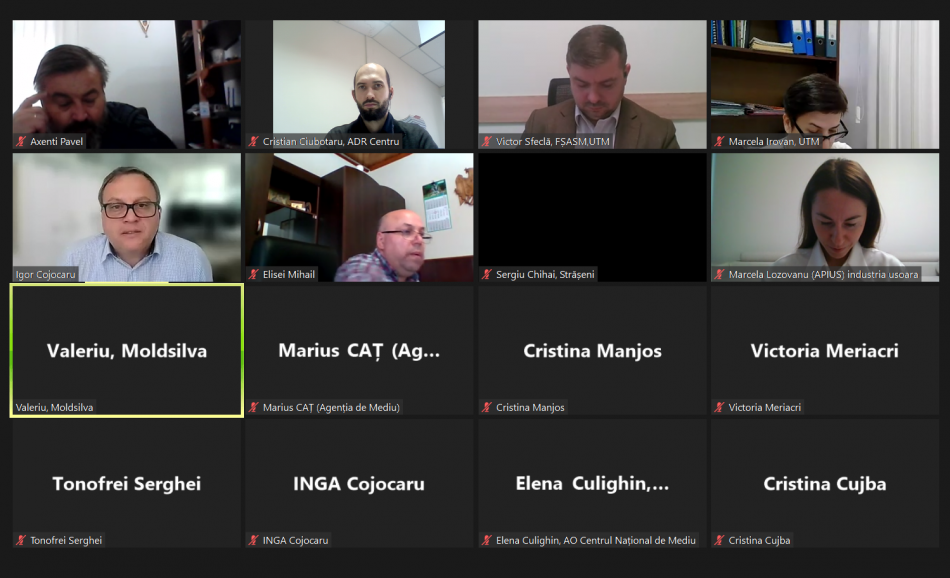 Axenti Pavel
Cristian Ciubotaru, ADR Centru
Victor Sfeclă, FȘASM,UTM
Marcela Irovan, UTM
Igor Cojocaru
Elisei Mihail
Sergiu Chihai, Strășeni
Marcela Lozovanu (APIUS) industria usoara
Valeriu, Moldsilva
Valeriu, Moldsilva
Marius CAȚ (Ag...
Marius CAȚ (Agenția de Mediu)
Cristina Manjos
Cristina Manjos
Victoria Meriacri
Victoria Meriacri
Tonofrei Serghei
Tonofrei Serghei
INGA Cojocaru
INGA Cojocaru
Elena Culighin,...
Elena Culighin, AO Centrul Național de Mediu
Cristina Cujba
Cristina Cujba